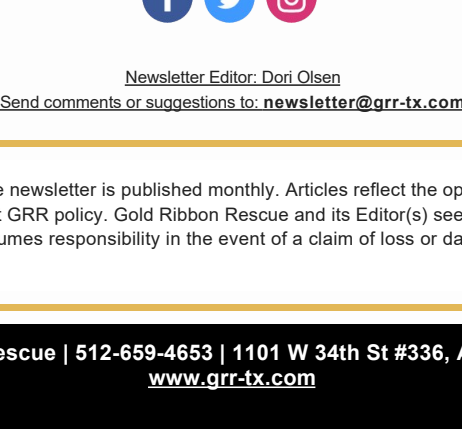 Newsletter Editor: Dori Olsen
Send comments or suggestions to: newsletter@grr-tx.com
newsletter is published monthly. Articles reflect the op
GRR policy. Gold Ribbon Rescue and its Editor(s) see
umes responsibility in the event of a claim of loss or da
escue | 512-659-4653 | 1101 W 34th St #336, A
www.grr-tx.com